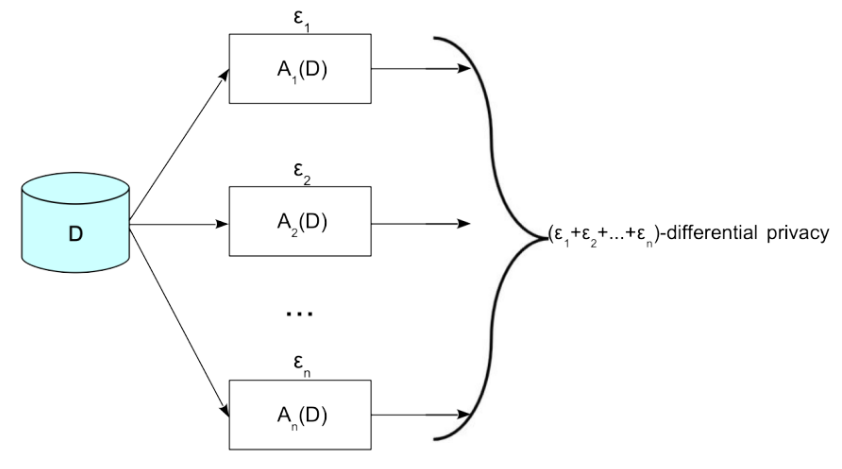 ε₁
A₁(D)
ε₂
A₂(D)
D
(ε₁+ε₂+...+εₙ)-differential privacy
...
εₙ
Aₙ(D)